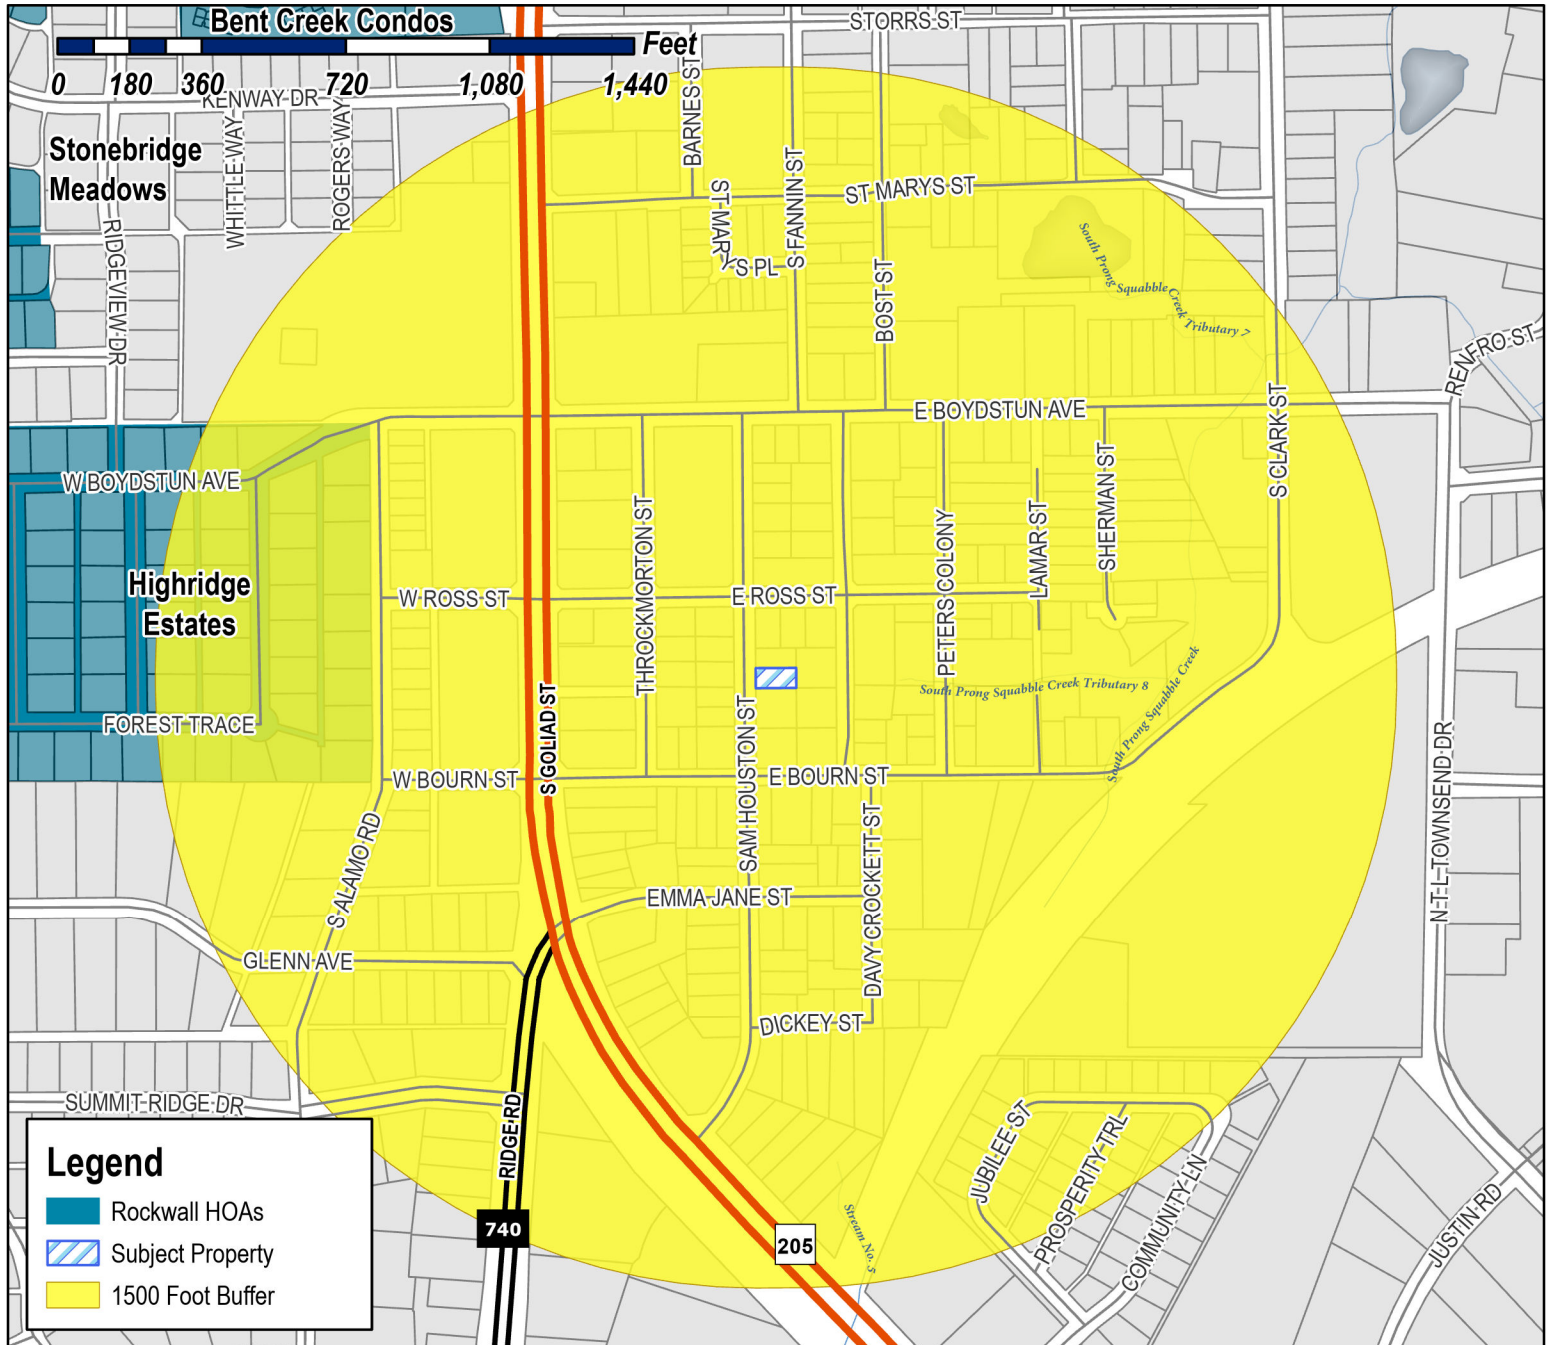 Bent Creek Condos
STORRS ST
Feet
0 180 360 720 1,080 1,440
KENWAY DR
BARNES ST
Stonebridge
Meadows
WHITTLE WAY
ROGERS WAY
S FANNIN ST
ST MARYS ST
ST MARY'S PL
RIDGEVIEW DR
BOST ST
South Prong Squabble Creek Tributary 7
RENFRO ST
E BOYDSTUN AVE
S CLARK ST
W BOYDSTUN AVE
THROCKMORTON ST
PETERS COLONY
LAMAR ST
SHERMAN ST
Highridge
Estates
W ROSS ST
E ROSS ST
South Prong Squabble Creek Tributary 8
South Prong Squabble Creek
FOREST TRACE
S GOLIAD ST
SAM HOUSTON ST
W BOURN ST
E BOURN ST
N T L TOWNSEND DR
S ALAMO RD
DAVY CROCKETT ST
EMMA JANE ST
GLENN AVE
DICKEY ST
SUMMIT RIDGE DR
RIDGE RD
JUBILEE ST
PROSPERITY TRL
COMMUNITY LN
JUSTIN RD
Stream No. 5
740
205
Legend
Rockwall HOAs
Subject Property
1500 Foot Buffer